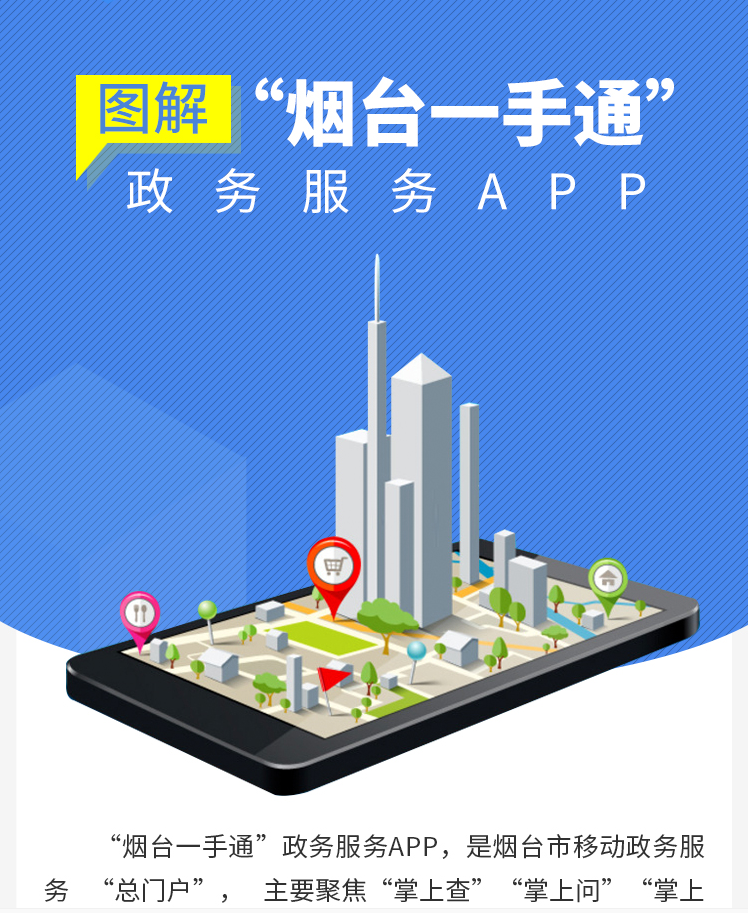 图解“烟台一手通”
政务服务APP
“烟台一手通”政务服务APP，是烟台市移动政务服
务 “总门户”， 主要聚焦“掌上查” “掌上问” “掌上